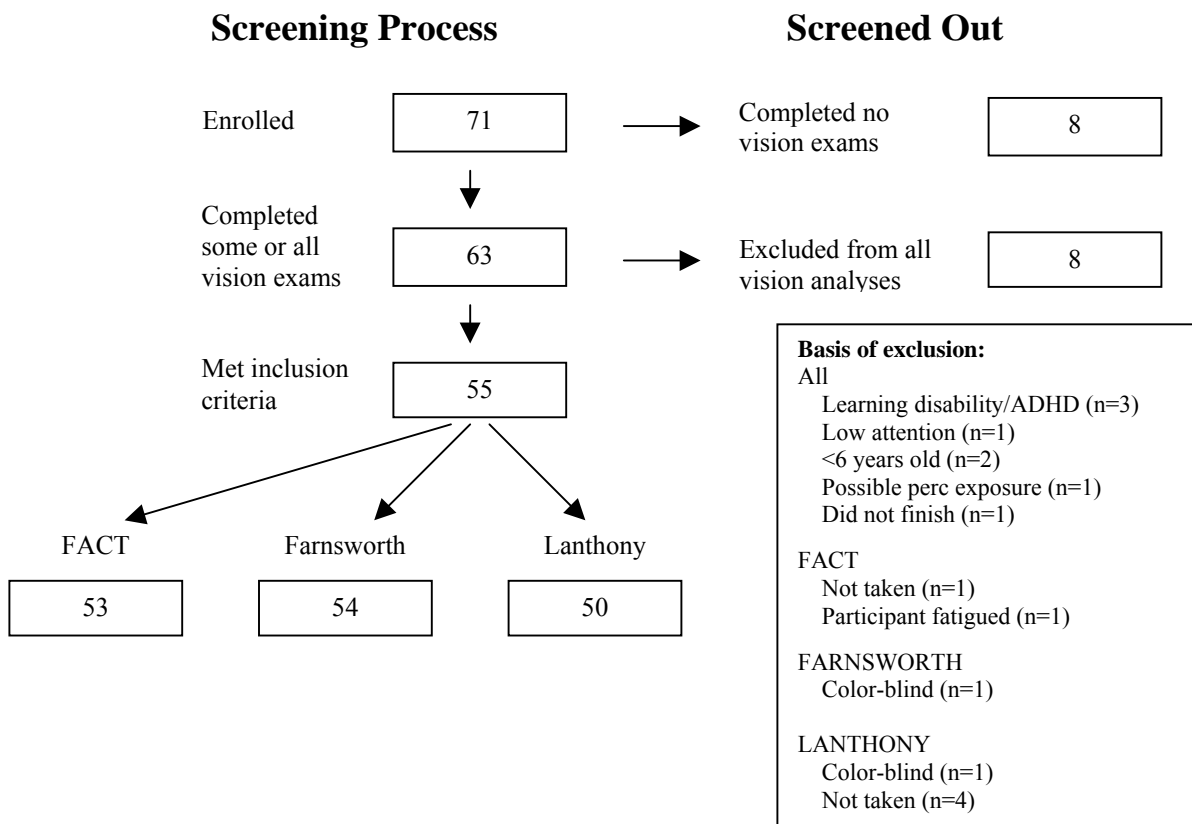 Screening Process
Screened Out
Enrolled
71
Completed no
vision exams
8
Completed
some or all
vision exams
63
Excluded from all
vision analyses
8
Met inclusion
criteria
55
FACT
Farnsworth
Lanthony
53
54
50
Basis of exclusion:
All
Learning disability/ADHD (n=3)
Low attention (n=1)
<6 years old (n=2)
Possible perc exposure (n=1)
Did not finish (n=1)
FACT
Not taken (n=1)
Participant fatigued (n=1)
FARNSWORTH
Color-blind (n=1)
LANTHONY
Color-blind (n=1)
Not taken (n=4)